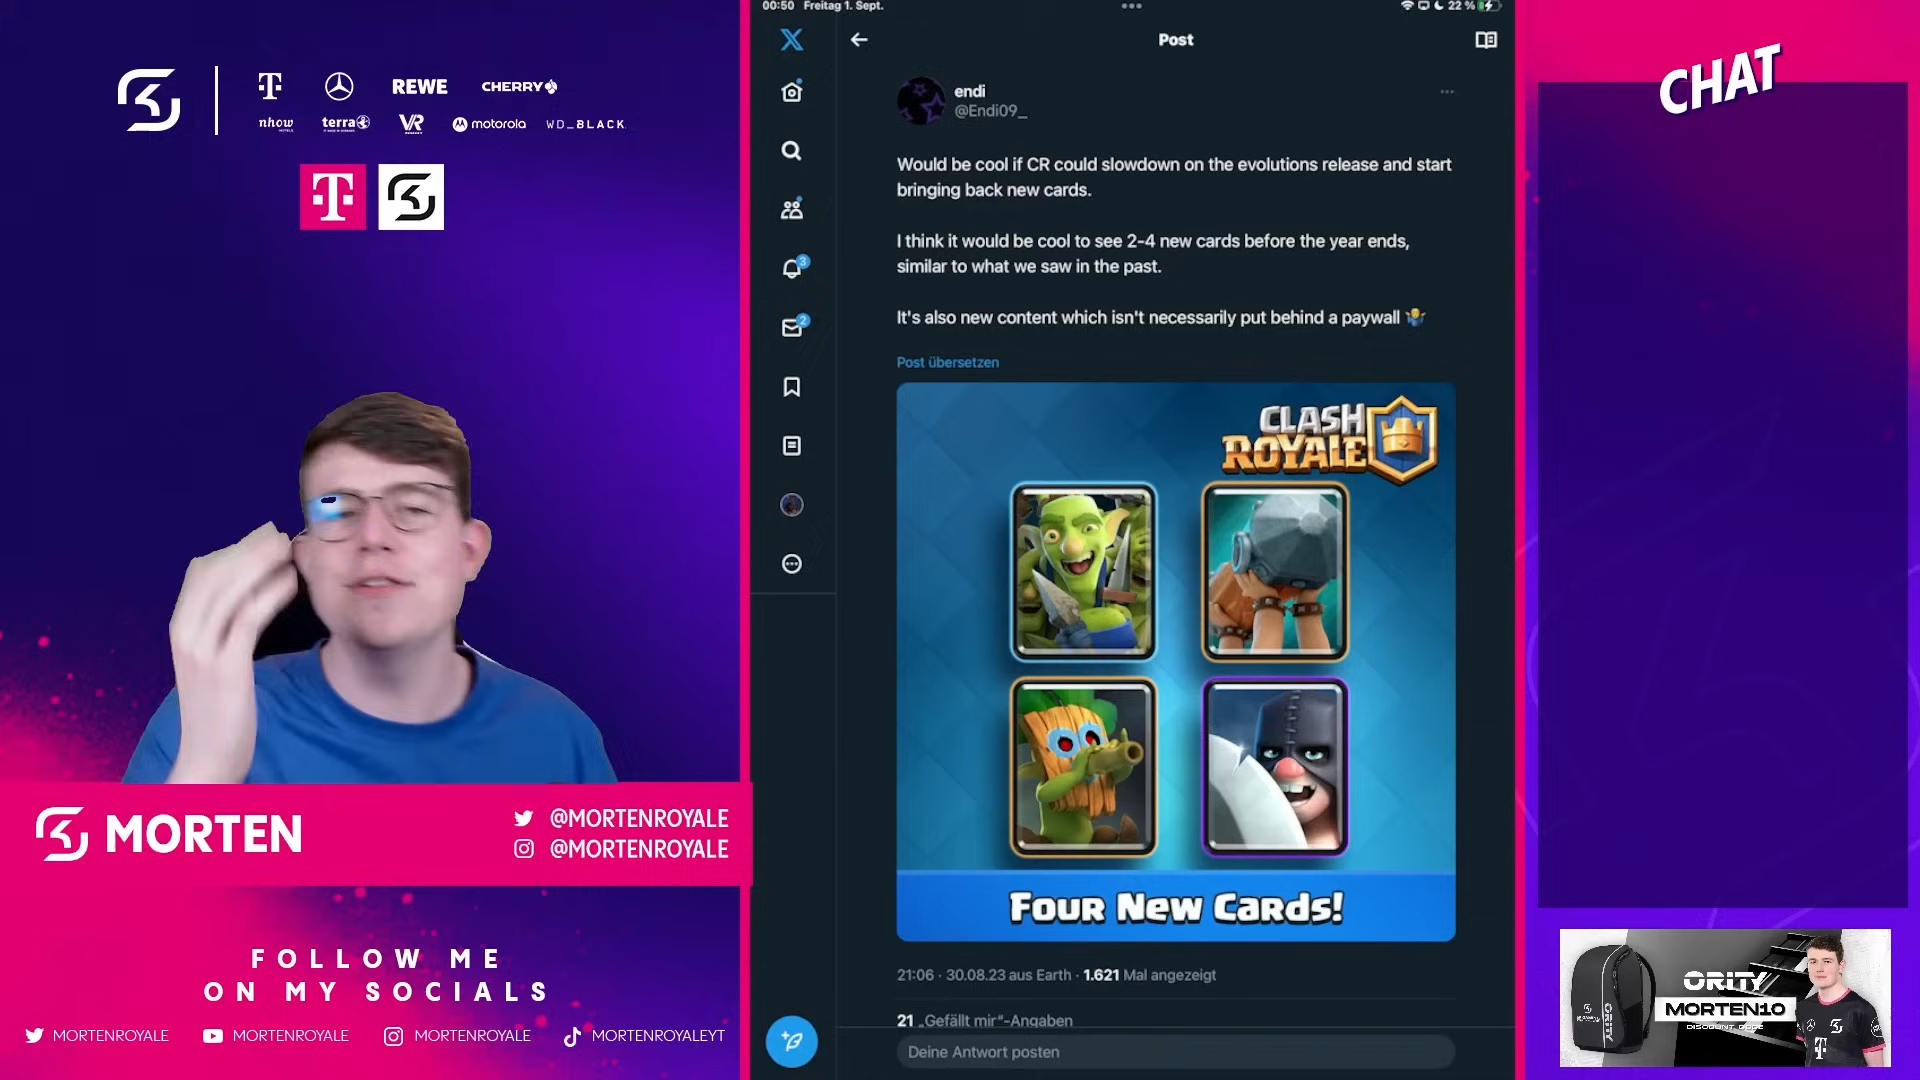 REWE
CHERRY
nhow
terra
VR
motorola
WD_BLACK
T
MORTEN
@MORTENROYALE
@MORTENROYALE
FOLLOW ME
ON MY SOCIALS
MORTENROYALE
MORTENROYALE
MORTENROYALE
MORTENROYALEYT
00:50 Freitag 1. Sept.
22 %
Post
endi
@Endi09_
Would be cool if CR could slowdown on the evolutions release and start
bringing back new cards.
I think it would be cool to see 2-4 new cards before the year ends,
similar to what we saw in the past.
It's also new content which isn't necessarily put behind a paywall 🤷‍♂️
Post übersetzen
3
2
CLASH
ROYALE
Four New Cards!
21:06 · 30.08.23 aus Earth · 1.621 Mal angezeigt
21 „Gefällt mir"-Angaben
Deine Antwort posten
CHAT
ORITY
MORTEN10
DISCOUNT CODE